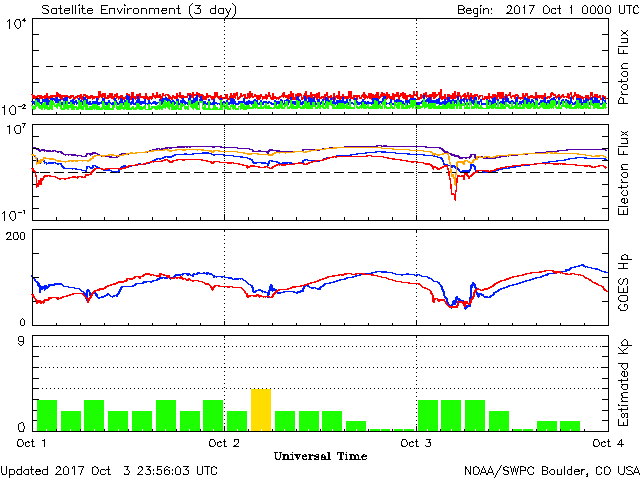 Satellite Environment (3 day)
Begin: 2017 Oct 1 0000 UTC
10⁴
10⁻²
Proton Flux
10⁷
10⁻¹
Electron Flux
200
0
GOES Hp
9
0
Estimated Kp
Oct 1 Oct 2 Oct 3 Oct 4
Universal Time
Updated 2017 Oct 3 23:56:03 UTC
NOAA/SWPC Boulder, CO USA